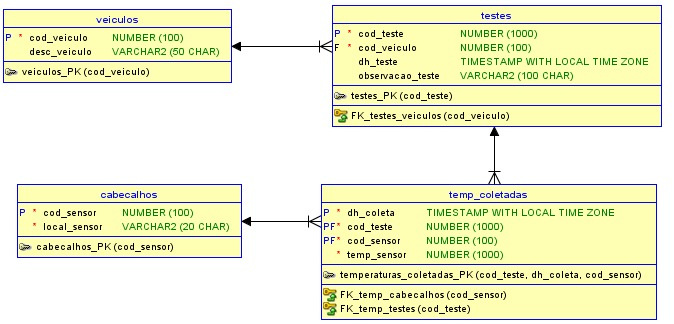 veiculos
P * cod_veiculo NUMBER (100)
desc_veiculo VARCHAR2 (50 CHAR)
veiculos_PK (cod_veiculo)
testes
P * cod_teste NUMBER (1000)
F * cod_veiculo NUMBER (100)
dh_teste TIMESTAMP WITH LOCAL TIME ZONE
observacao_teste VARCHAR2 (100 CHAR)
testes_PK (cod_teste)
FK_testes_veiculos (cod_veiculo)
cabecalhos
P * cod_sensor NUMBER (100)
* local_sensor VARCHAR2 (20 CHAR)
cabecalhos_PK (cod_sensor)
temp_coletadas
P * dh_coleta TIMESTAMP WITH LOCAL TIME ZONE
PF* cod_teste NUMBER (1000)
PF* cod_sensor NUMBER (100)
* temp_sensor NUMBER (1000)
temperaturas_coletadas_PK (cod_teste, dh_coleta, cod_sensor)
FK_temp_cabecalhos (cod_sensor)
FK_temp_testes (cod_teste)